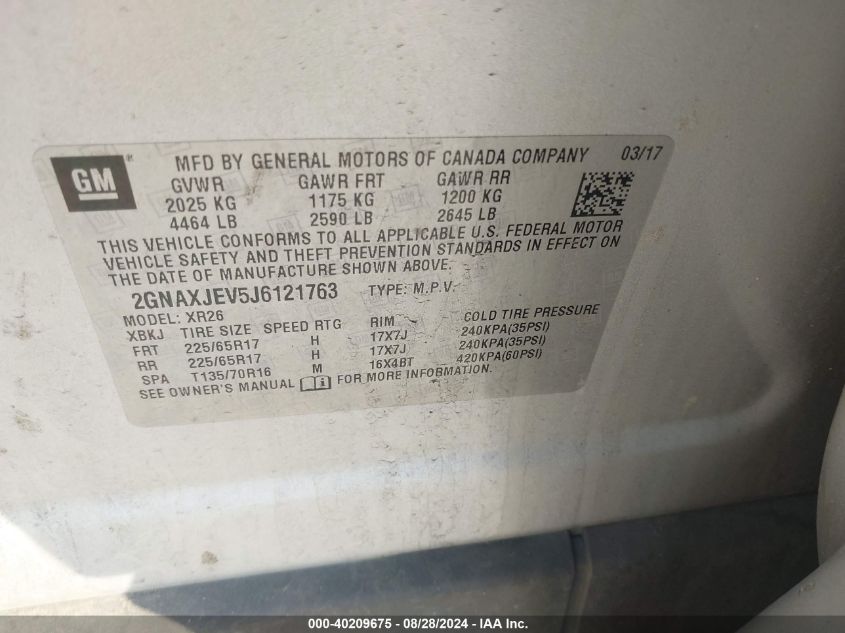 GM
MFD BY GENERAL MOTORS OF CANADA COMPANY 03/17
GVWR GAWR FRT GAWR RR
2025 KG 1175 KG 1200 KG
4464 LB 2590 LB 2645 LB
THIS VEHICLE CONFORMS TO ALL APPLICABLE U.S. FEDERAL MOTOR
VEHICLE SAFETY AND THEFT PREVENTION STANDARDS IN EFFECT ON
THE DATE OF MANUFACTURE SHOWN ABOVE.
2GNAXJEV5J6121763 TYPE: M.P.V.
MODEL: XR26
XBKJ TIRE SIZE SPEED RTG RIM COLD TIRE PRESSURE
FRT 225/65R17 H 17X7J 240KPA(35PSI)
RR 225/65R17 H 17X7J 240KPA(35PSI)
SPA T135/70R16 M 16X4BT 420KPA(60PSI)
SEE OWNER'S MANUAL FOR MORE INFORMATION.
000-40209675 - 08/28/2024 - IAA Inc.